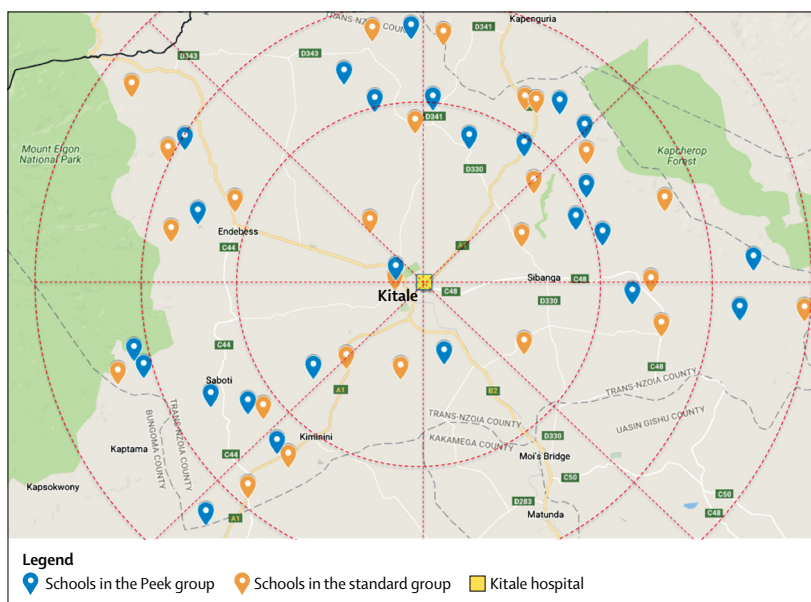 TRANS-NZOIA COUNTY
Kapenguria
D341
D343
D343
Mount Elgon
National Park
D341
Kapcherop
Forest
D330
Endebess
C44
A1
Sibanga
C48
Kitale
C48
D330
C44
C48
Saboti
A1
B2
TRANS-NZOIA COUNTY
TRANS-NZOIA COUNTY
BUNGOMA COUNTY
TRANS-NZOIA COUNTY
UASIN GISHU COUNTY
Kiminini
KAKAMEGA COUNTY
D330
Kaptama
C44
Moi's Bridge
C50
Kapsokwony
D283
C50
C48
A1
Matunda
Legend
Schools in the Peek group
Schools in the standard group
Kitale hospital